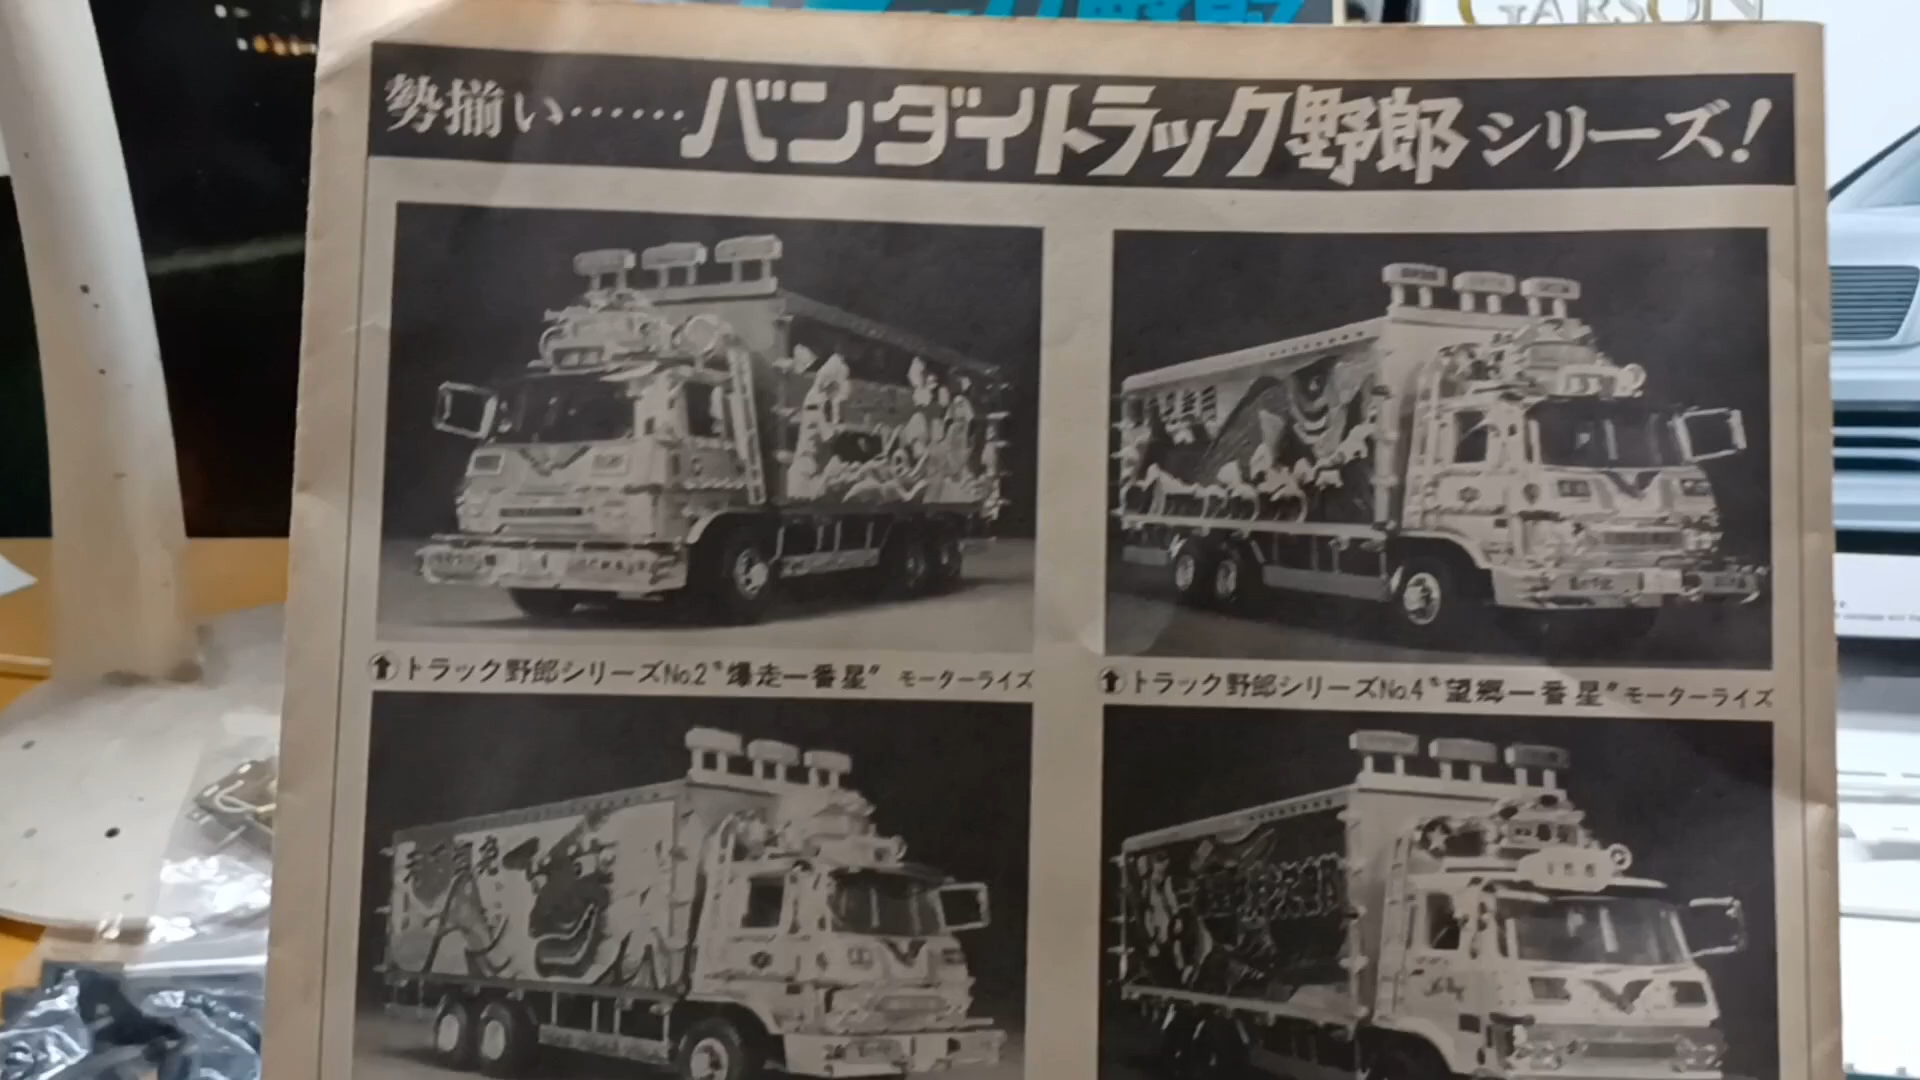 GARSON
勢揃い……バンダイトラック野郎シリーズ!
トラック野郎シリーズNo.2〝爆走一番星〟 モーターライズ
トラック野郎シリーズNo.4〝望郷一番星〟モーターライズ